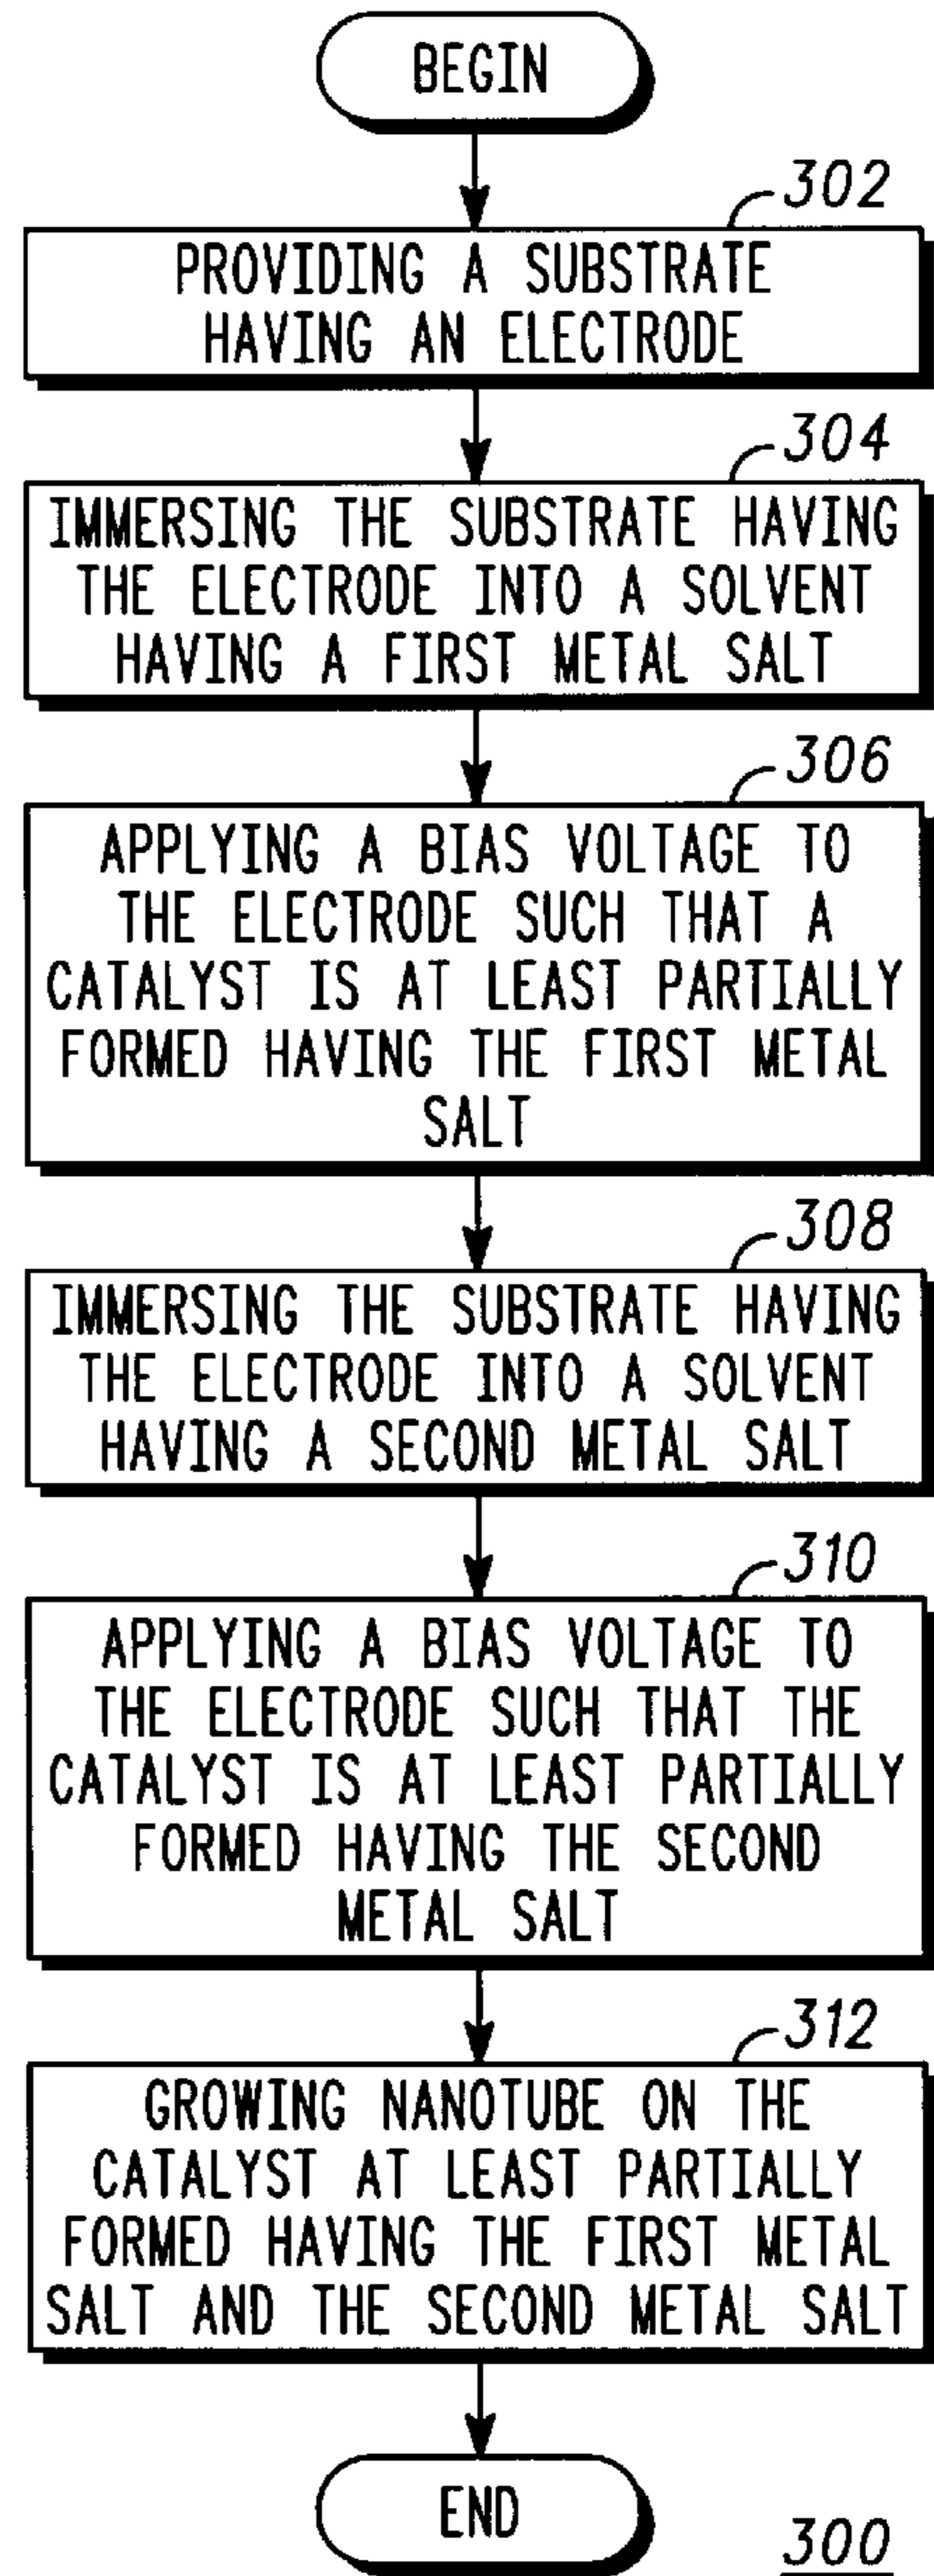 BEGIN
302
PROVIDING A SUBSTRATE
HAVING AN ELECTRODE
304
IMMERSING THE SUBSTRATE HAVING
THE ELECTRODE INTO A SOLVENT
HAVING A FIRST METAL SALT
306
APPLYING A BIAS VOLTAGE TO
THE ELECTRODE SUCH THAT A
CATALYST IS AT LEAST PARTIALLY
FORMED HAVING THE FIRST METAL
SALT
308
IMMERSING THE SUBSTRATE HAVING
THE ELECTRODE INTO A SOLVENT
HAVING A SECOND METAL SALT
310
APPLYING A BIAS VOLTAGE TO
THE ELECTRODE SUCH THAT THE
CATALYST IS AT LEAST PARTIALLY
FORMED HAVING THE SECOND
METAL SALT
312
GROWING NANOTUBE ON THE
CATALYST AT LEAST PARTIALLY
FORMED HAVING THE FIRST METAL
SALT AND THE SECOND METAL SALT
END
300